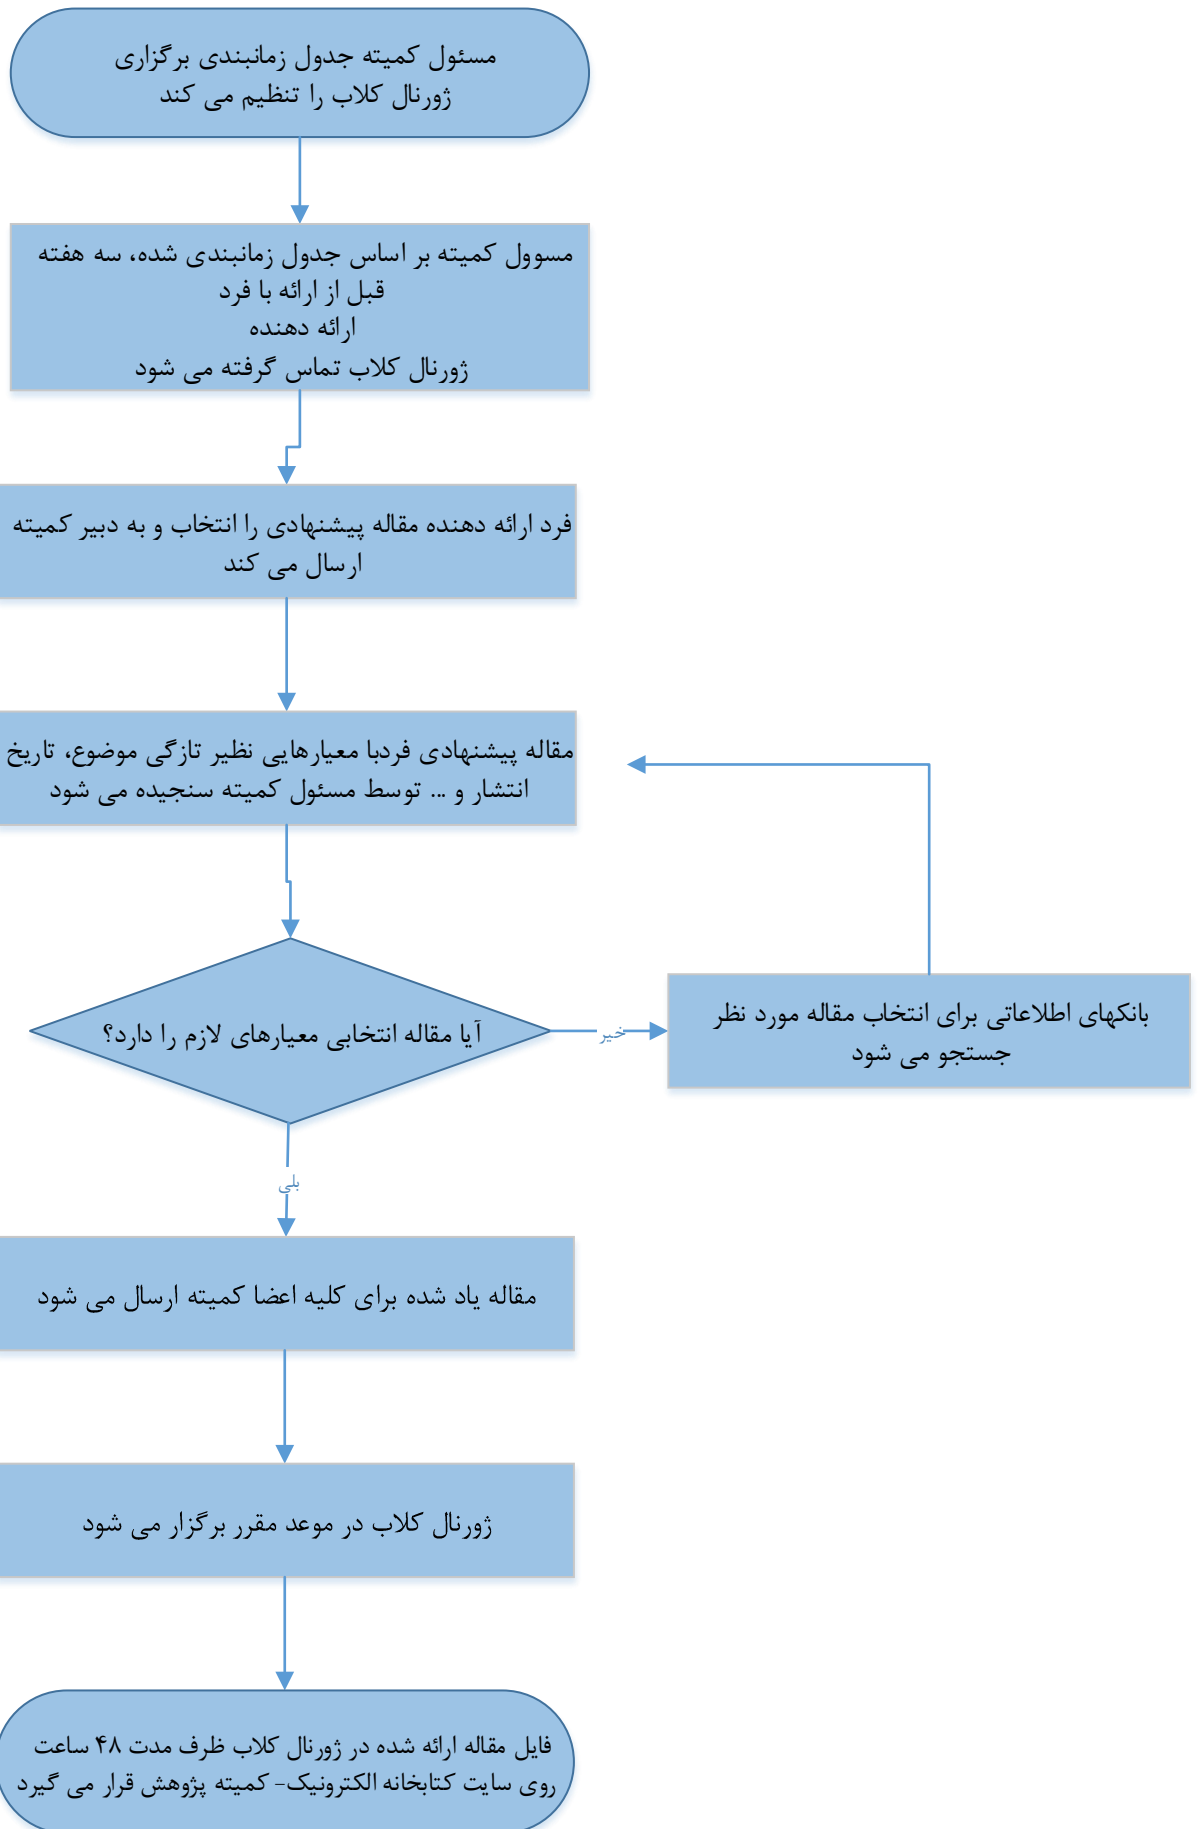 مسئول کمیته جدول زمانبندی برگزاری
ژورنال کلاب را تنظیم می کند
مسوول کمیته بر اساس جدول زمانبندی شده، سه هفته
قبل از ارائه با فرد
ارائه دهنده
ژورنال کلاب تماس گرفته می شود
فرد ارائه دهنده مقاله پیشنهادی را انتخاب و به دبیر کمیته
ارسال می کند
مقاله پیشنهادی فردبا معیارهایی نظیر تازگی موضوع، تاریخ
انتشار و ... توسط مسئول کمیته سنجیده می شود
آیا مقاله انتخابی معیارهای لازم را دارد؟
خیر
بانکهای اطلاعاتی برای انتخاب مقاله مورد نظر
جستجو می شود
بلی
مقاله یاد شده برای کلیه اعضا کمیته ارسال می شود
ژورنال کلاب در موعد مقرر برگزار می شود
فایل مقاله ارائه شده در ژورنال کلاب ظرف مدت ۴۸ ساعت
روی سایت کتابخانه الکترونیک- کمیته پژوهش قرار می گیرد